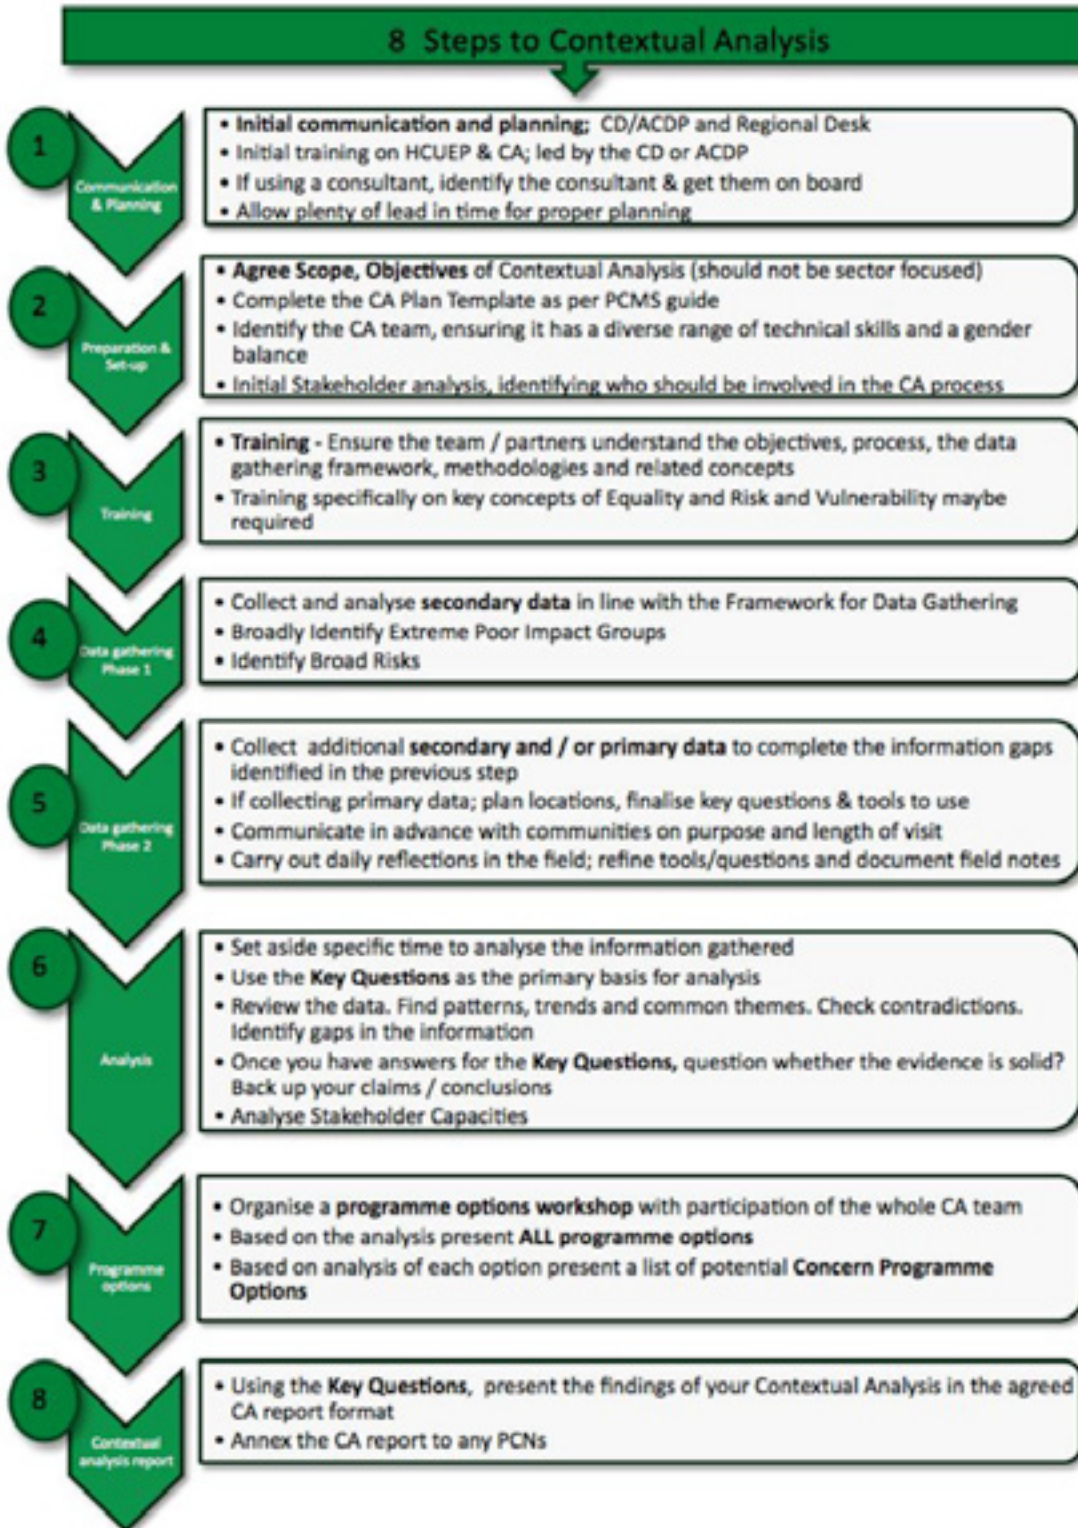 8 Steps to Contextual Analysis
1
Communication
& Planning
• Initial communication and planning; CD/ACDP and Regional Desk
• Initial training on HCUEP & CA; led by the CD or ACDP
• If using a consultant, identify the consultant & get them on board
• Allow plenty of lead in time for proper planning
2
Preparation &
Set-up
• Agree Scope, Objectives of Contextual Analysis (should not be sector focused)
• Complete the CA Plan Template as per PCMS guide
• Identify the CA team, ensuring it has a diverse range of technical skills and a gender
balance
• Initial Stakeholder analysis, identifying who should be involved in the CA process
3
Training
• Training - Ensure the team / partners understand the objectives, process, the data
gathering framework, methodologies and related concepts
• Training specifically on key concepts of Equality and Risk and Vulnerability maybe
required
4
Data gathering
Phase 1
• Collect and analyse secondary data in line with the Framework for Data Gathering
• Broadly Identify Extreme Poor Impact Groups
• Identify Broad Risks
5
Data gathering
Phase 2
• Collect additional secondary and / or primary data to complete the information gaps
identified in the previous step
• If collecting primary data; plan locations, finalise key questions & tools to use
• Communicate in advance with communities on purpose and length of visit
• Carry out daily reflections in the field; refine tools/questions and document field notes
6
Analysis
• Set aside specific time to analyse the information gathered
• Use the Key Questions as the primary basis for analysis
• Review the data. Find patterns, trends and common themes. Check contradictions.
Identify gaps in the information
• Once you have answers for the Key Questions, question whether the evidence is solid?
Back up your claims / conclusions
• Analyse Stakeholder Capacities
7
Programme
options
• Organise a programme options workshop with participation of the whole CA team
• Based on the analysis present ALL programme options
• Based on analysis of each option present a list of potential Concern Programme
Options
8
Contextual
analysis report
• Using the Key Questions, present the findings of your Contextual Analysis in the agreed
CA report format
• Annex the CA report to any PCNs